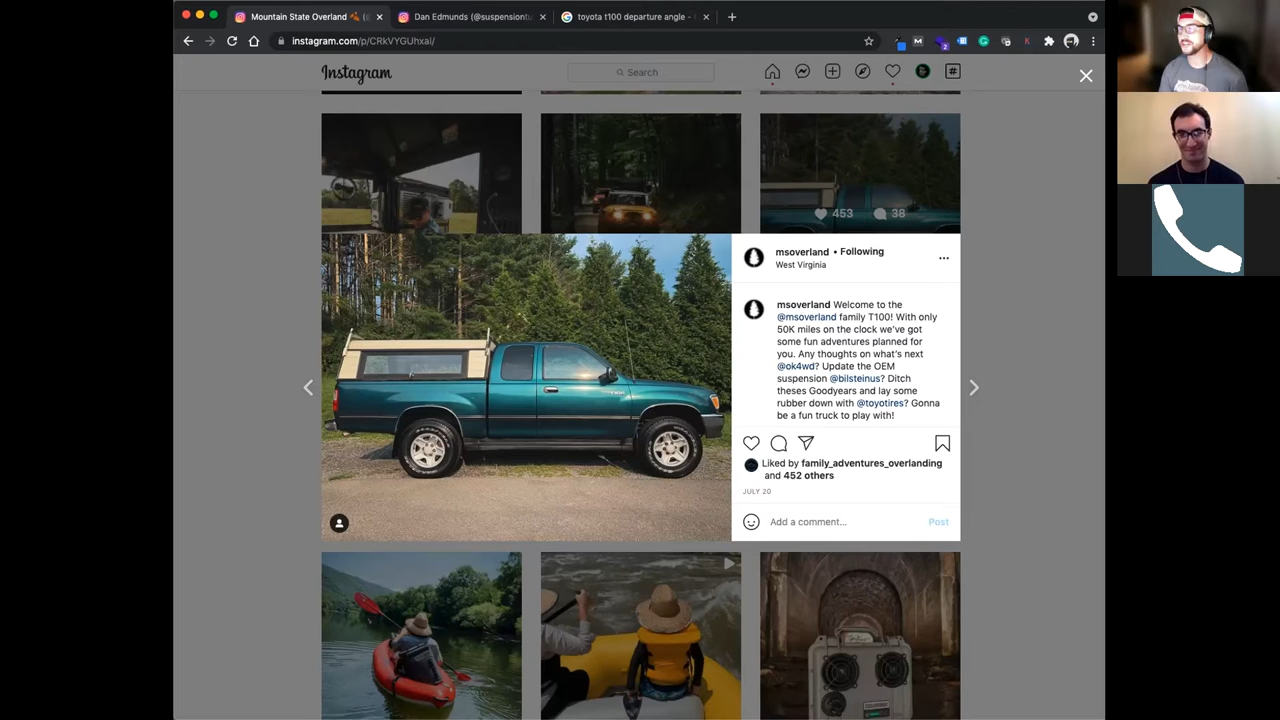 Mountain State Overland
Dan Edmunds (@suspensiontu
toyota t100 departure angle -
instagram.com/p/CRkVYGUhxaI/
Instagram
Search
453
38
msoverland • Following
West Virginia
msoverland Welcome to the
@msoverland family T100! With only
50K miles on the clock we've got
some fun adventures planned for
you. Any thoughts on what's next
@ok4wd? Update the OEM
suspension @bilsteinus? Ditch
theses Goodyears and lay some
rubber down with @toyotires? Gonna
be a fun truck to play with!
Liked by family_adventures_overlanding
and 452 others
JULY 20
Add a comment...
Post